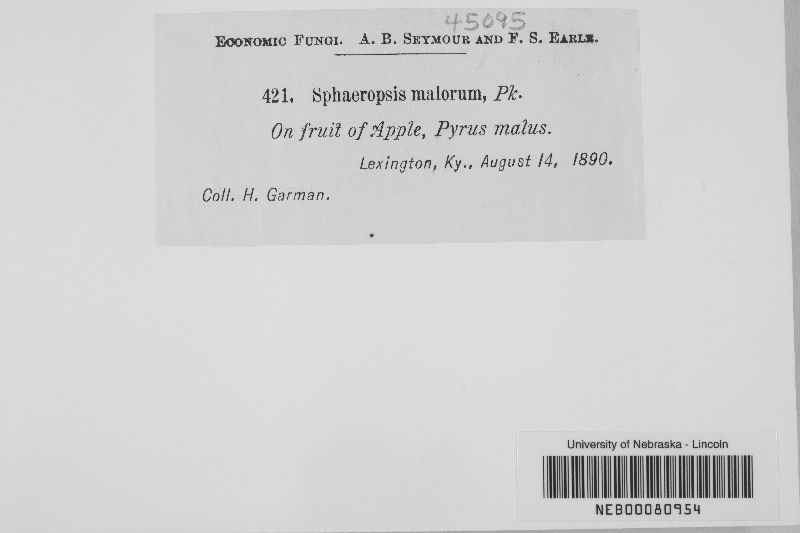 45095
Economic Fungi. A. B. Seymour and F. S. Earle.
421. Sphaeropsis malorum, Pk.
On fruit of Apple, Pyrus malus.
Lexington, Ky., August 14, 1890.
Coll. H. Garman.
University of Nebraska - Lincoln
NEB00080954